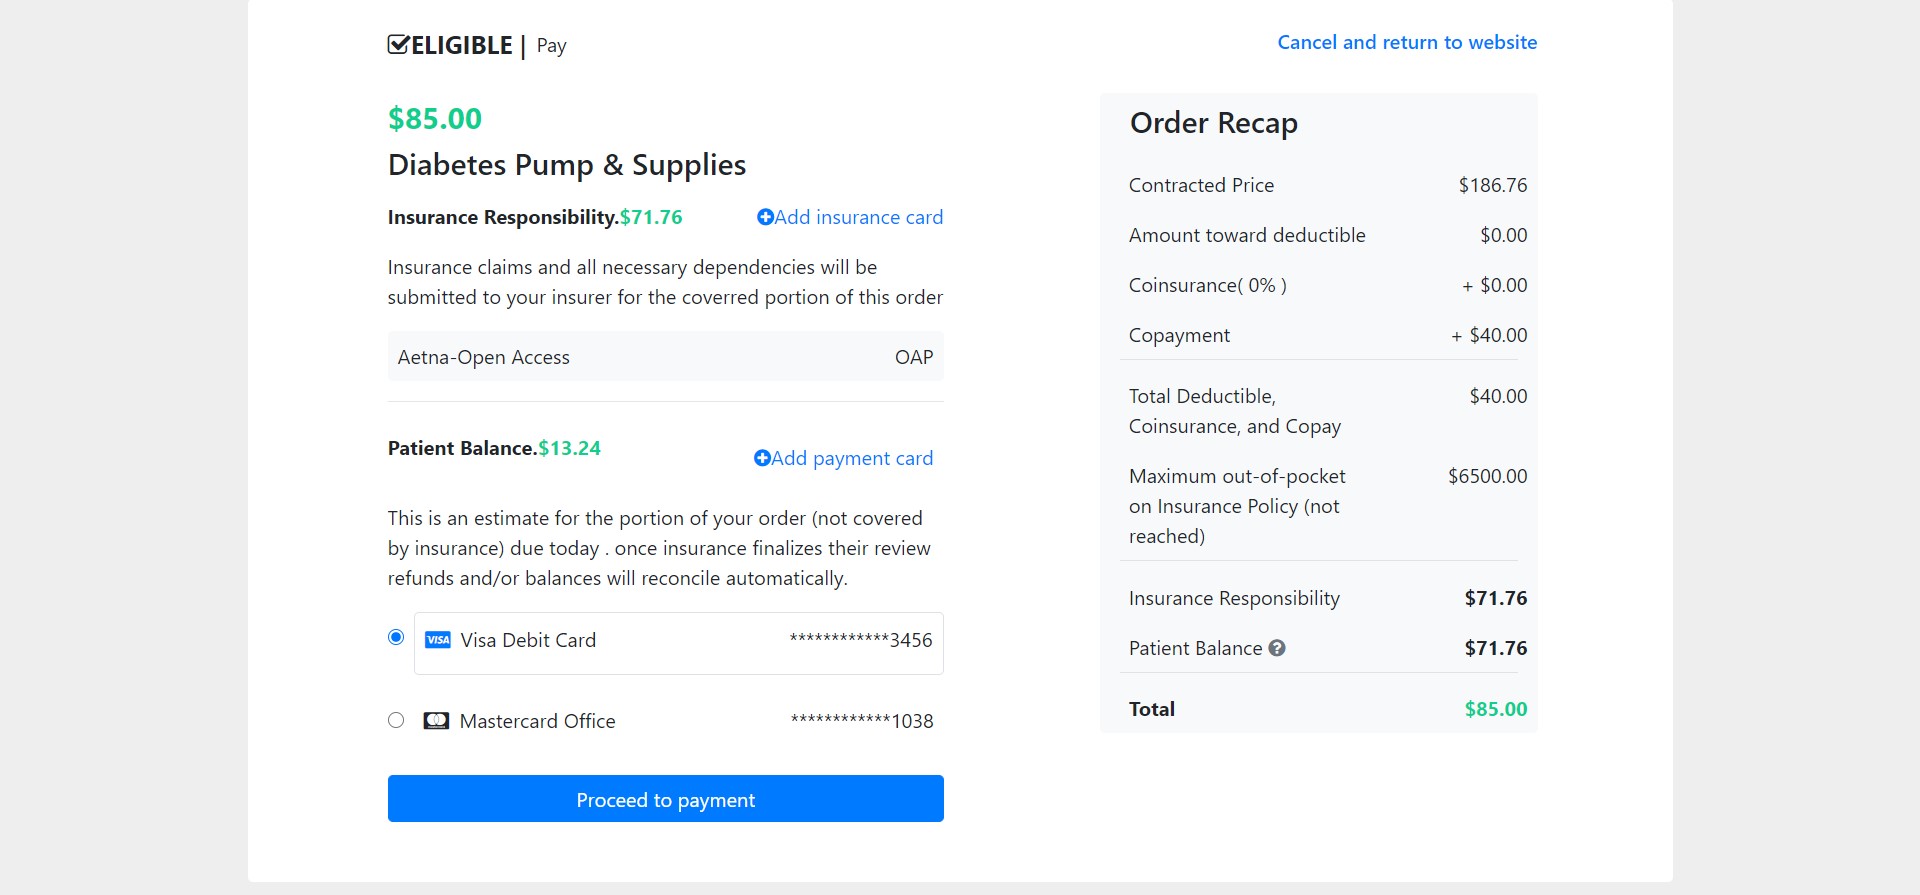 ELIGIBLE | Pay
Cancel and return to website
$85.00
Diabetes Pump & Supplies
Insurance Responsibility.$71.76
Add insurance card
Insurance claims and all necessary dependencies will be
submitted to your insurer for the coverred portion of this order
Aetna-Open Access OAP
Patient Balance.$13.24
Add payment card
This is an estimate for the portion of your order (not covered
by insurance) due today . once insurance finalizes their review
refunds and/or balances will reconcile automatically.
VISA Visa Debit Card ************3456
Mastercard Office ************1038
Proceed to payment
Order Recap
Contracted Price $186.76
Amount toward deductible $0.00
Coinsurance( 0% ) + $0.00
Copayment + $40.00
Total Deductible, $40.00
Coinsurance, and Copay
Maximum out-of-pocket $6500.00
on Insurance Policy (not
reached)
Insurance Responsibility $71.76
Patient Balance ? $71.76
Total $85.00